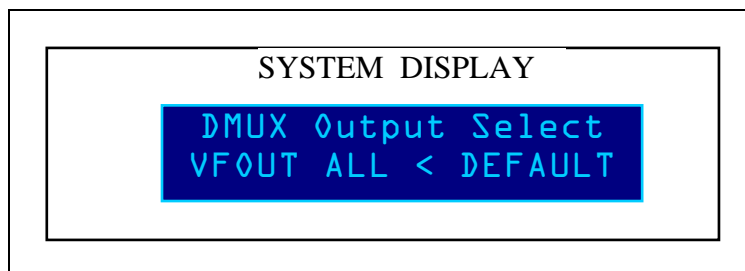 SYSTEM DISPLAY
DMUX Output Select
VFOUT ALL < DEFAULT